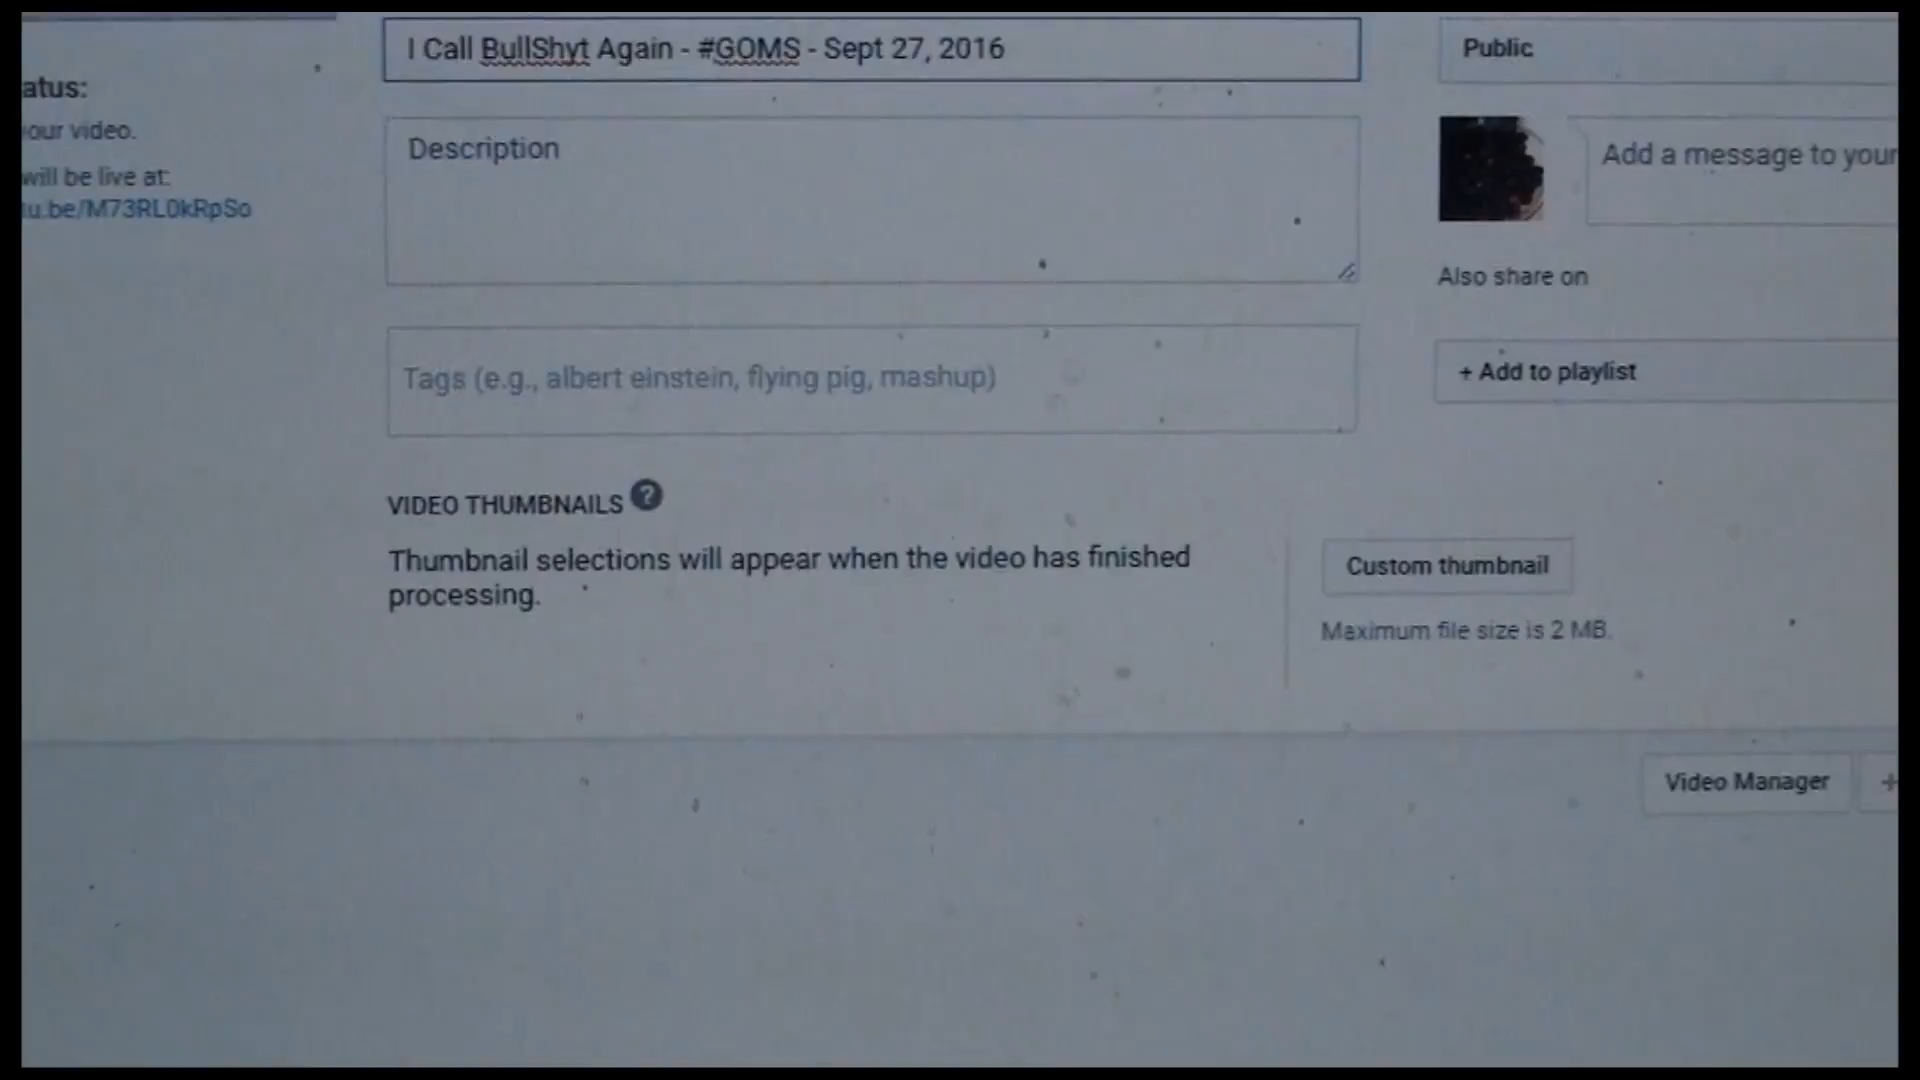 I Call BullShyt Again - #GOMS - Sept 27, 2016
Public
atus:
our video.
will be live at:
tu.be/M73RL0kRpSo
Description
Add a message to your
Also share on
Tags (e.g., albert einstein, flying pig, mashup)
+ Add to playlist
VIDEO THUMBNAILS ?
Thumbnail selections will appear when the video has finished
processing.
Custom thumbnail
Maximum file size is 2 MB.
Video Manager
+